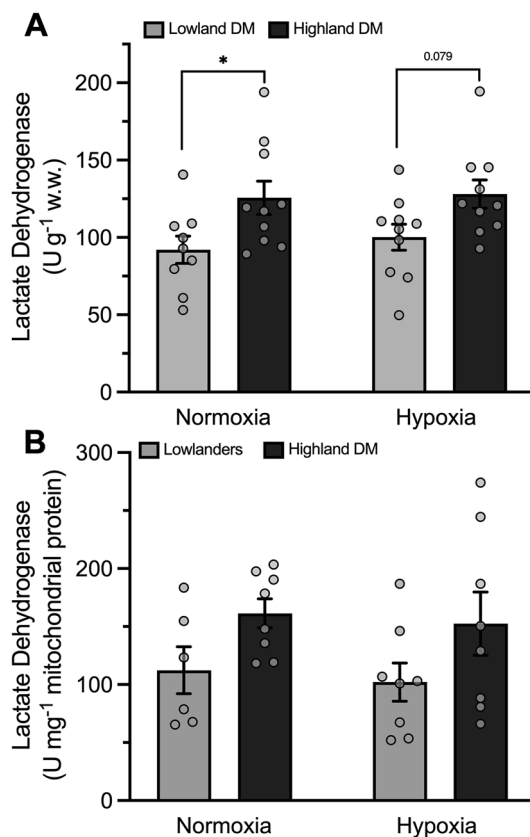 A
Lowland DM Highland DM
* 0.079
200
150
100
50
0
Lactate Dehydrogenase
(U g⁻¹ w.w.)
Normoxia Hypoxia
B
Lowlanders Highland DM
300
200
100
0
Lactate Dehydrogenase
(U mg⁻¹ mitochondrial protein)
Normoxia Hypoxia